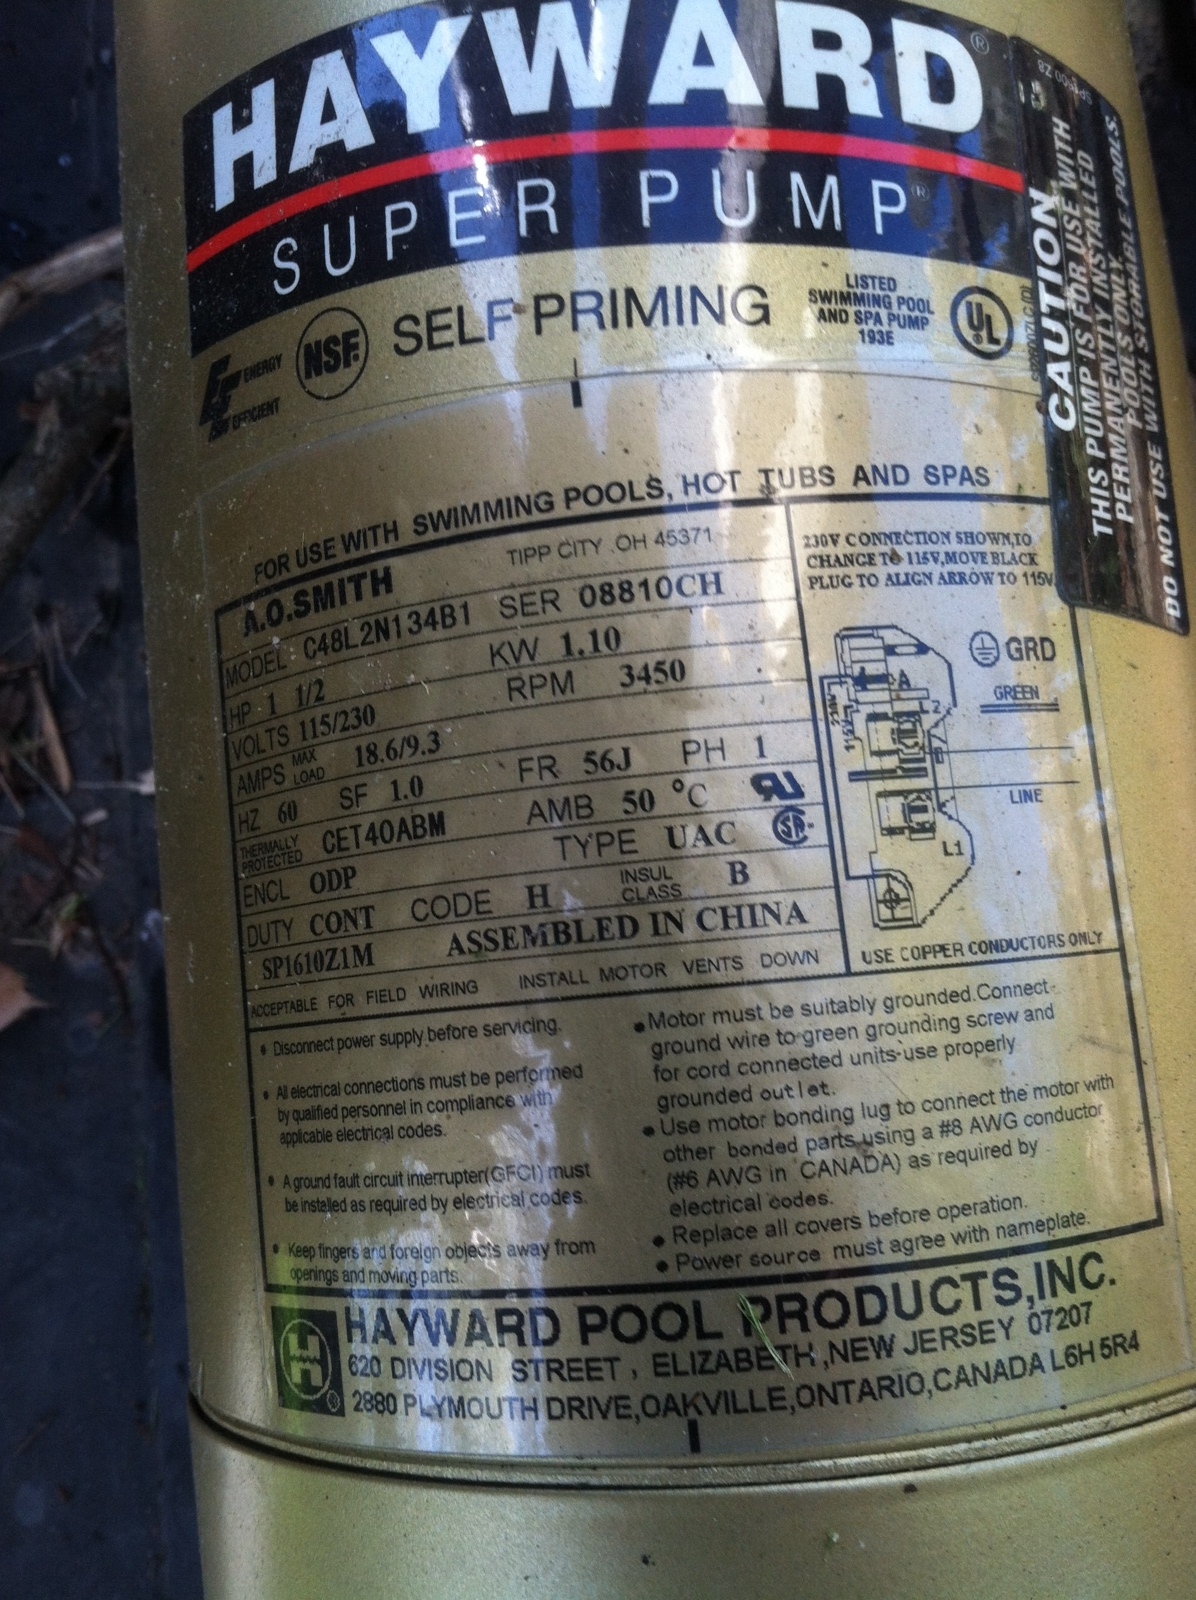 HAYWARD®
SUPER PUMP®
ENERGY
EFFICIENT
NSF.
SELF PRIMING
LISTED
SWIMMING POOL
AND SPA PUMP
193E
UL
®
CAUTION
THIS PUMP IS FOR USE WITH
PERMANENTLY INSTALLED
POOLS ONLY.
DO NOT USE WITH STORABLE POOLS.
FOR USE WITH SWIMMING POOLS, HOT TUBS AND SPAS
A.O.SMITH TIPP CITY .OH 45371
MODEL C48L2N134B1 SER 08810CH
HP 1 1/2 KW 1.10
VOLTS 115/230 RPM 3450
AMPS MAX LOAD 18.6/9.3
HZ 60 SF 1.0 FR 56J PH 1
THERMALLY PROTECTED CET40ABM AMB 50 °C
ENCL ODP TYPE UAC
DUTY CONT CODE H INSUL CLASS B
SP1610Z1M ASSEMBLED IN CHINA
ACCEPTABLE FOR FIELD WIRING INSTALL MOTOR VENTS DOWN
230V CONNECTION SHOWN,TO
CHANGE TO 115V,MOVE BLACK
PLUG TO ALIGN ARROW TO 115V
GRD
GREEN
A
L2
230V
115V
LINE
L1
USE COPPER CONDUCTORS ONLY
• Disconnect power supply before servicing.
• All electrical connections must be performed
by qualified personnel in compliance with
applicable electrical codes.
• A ground fault circuit interrupter(GFCI) must
be installed as required by electrical codes.
• Keep fingers and foreign objects away from
openings and moving parts.
• Motor must be suitably grounded.Connect-
ground wire to green grounding screw and
for cord connected units-use properly
grounded outlet.
• Use motor bonding lug to connect the motor with
other bonded parts using a #8 AWG conductor
(#6 AWG in CANADA) as required by
electrical codes.
• Replace all covers before operation.
• Power source must agree with nameplate.
H®
HAYWARD POOL PRODUCTS,INC.
620 DIVISION STREET , ELIZABETH ,NEW JERSEY 07207
2880 PLYMOUTH DRIVE,OAKVILLE,ONTARIO,CANADA L6H 5R4